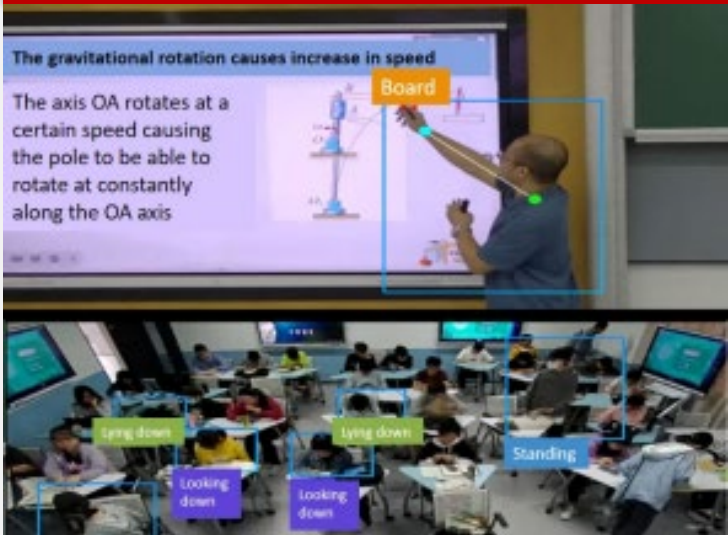 The gravitational rotation causes increase in speed
Board
The axis OA rotates at a
certain speed causing
the pole to be able to
rotate at constantly
along the OA axis
Lying down
Lying down
Standing
Looking
down
Looking
down